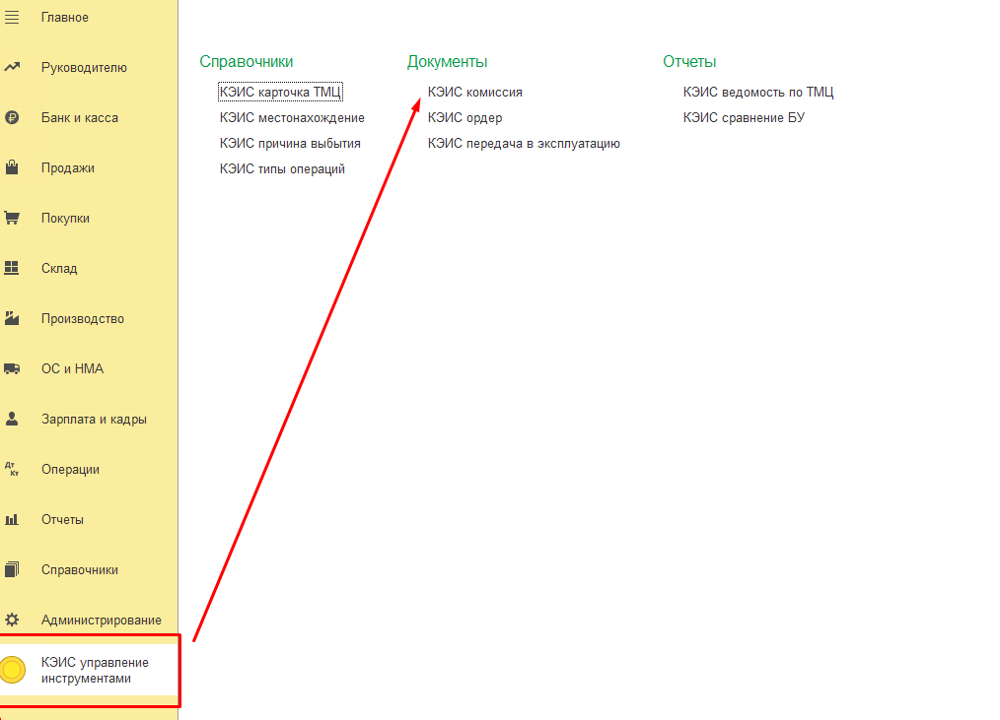 Главное
Руководителю
Банк и касса
Продажи
Покупки
Склад
Производство
ОС и НМА
Зарплата и кадры
Дт
Кт
Операции
Отчеты
Справочники
Администрирование
КЭИС управление
инструментами
Справочники
КЭИС карточка ТМЦ
КЭИС местонахождение
КЭИС причина выбытия
КЭИС типы операций
Документы
КЭИС комиссия
КЭИС ордер
КЭИС передача в эксплуатацию
Отчеты
КЭИС ведомость по ТМЦ
КЭИС сравнение БУ